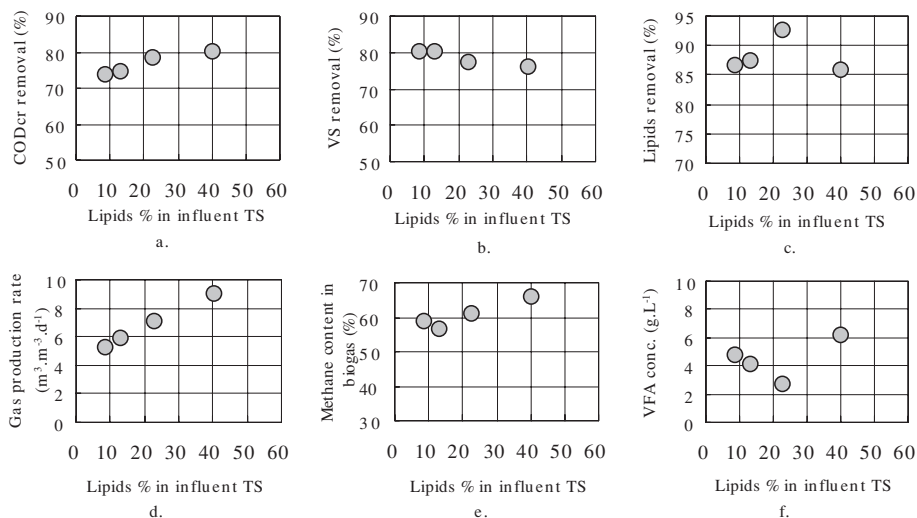 CODcr removal (%)
90
80
70
60
50
0 10 20 30 40 50 60
Lipids % in influent TS
a.
VS removal (%)
90
80
70
60
50
0 10 20 30 40 50 60
Lipids % in influent TS
b.
Lipids removal (%)
95
90
85
80
75
70
0 10 20 30 40 50 60
Lipids % in influent TS
c.
Gas production rate
(m³.m⁻³.d⁻¹)
10
8
6
4
2
0
0 10 20 30 40 50 60
Lipids % in influent TS
d.
Methane content in
biogas (%)
70
60
50
40
30
0 10 20 30 40 50 60
Lipids % in influent TS
e.
VFA conc. (g.L⁻¹)
10
8
6
4
2
0
0 10 20 30 40 50 60
Lipids % in influent TS
f.